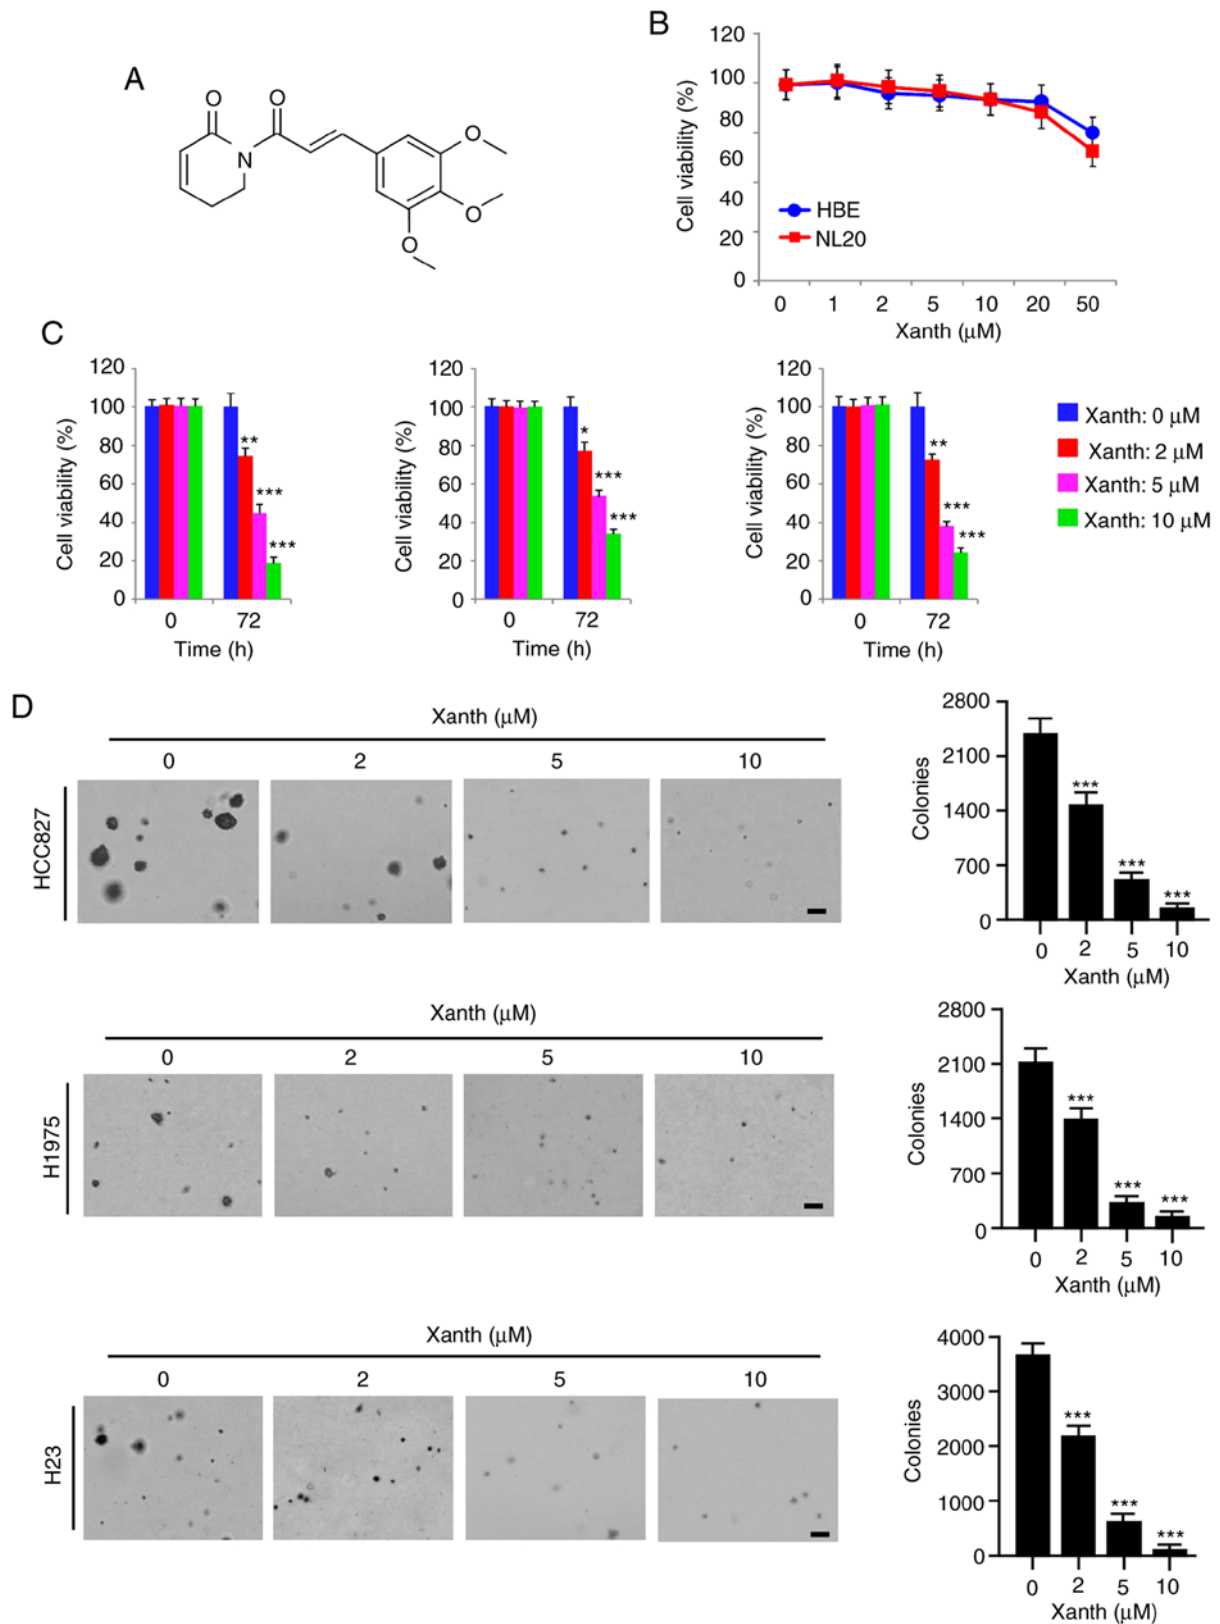 A
O
O
N
O
O
O
B
120
100
80
60
40
20
0
Cell viability (%)
HBE
NL20
0 1 2 5 10 20 50
Xanth (μM)
C
120
100
80
60
40
20
0
Cell viability (%)
**
***
***
0 72
Time (h)
120
100
80
60
40
20
0
Cell viability (%)
*
***
***
0 72
Time (h)
120
100
80
60
40
20
0
Cell viability (%)
**
***
***
0 72
Time (h)
Xanth: 0 μM
Xanth: 2 μM
Xanth: 5 μM
Xanth: 10 μM
D
Xanth (μM)
0 2 5 10
HCC827
2800
2100
1400
700
0
Colonies
***
***
***
0 2 5 10
Xanth (μM)
Xanth (μM)
0 2 5 10
H1975
2800
2100
1400
700
0
Colonies
***
***
***
0 2 5 10
Xanth (μM)
Xanth (μM)
0 2 5 10
H23
4000
3000
2000
1000
0
Colonies
***
***
***
0 2 5 10
Xanth (μM)